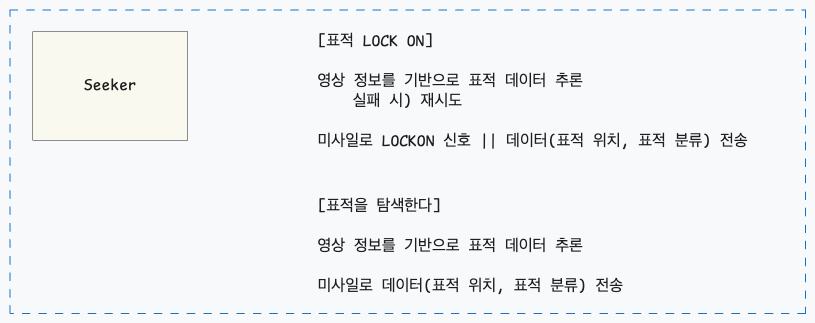 Seeker
[표적 LOCK ON]
영상 정보를 기반으로 표적 데이터 추론
실패 시) 재시도
미사일로 LOCKON 신호 || 데이터(표적 위치, 표적 분류) 전송
[표적을 탐색한다]
영상 정보를 기반으로 표적 데이터 추론
미사일로 데이터(표적 위치, 표적 분류) 전송